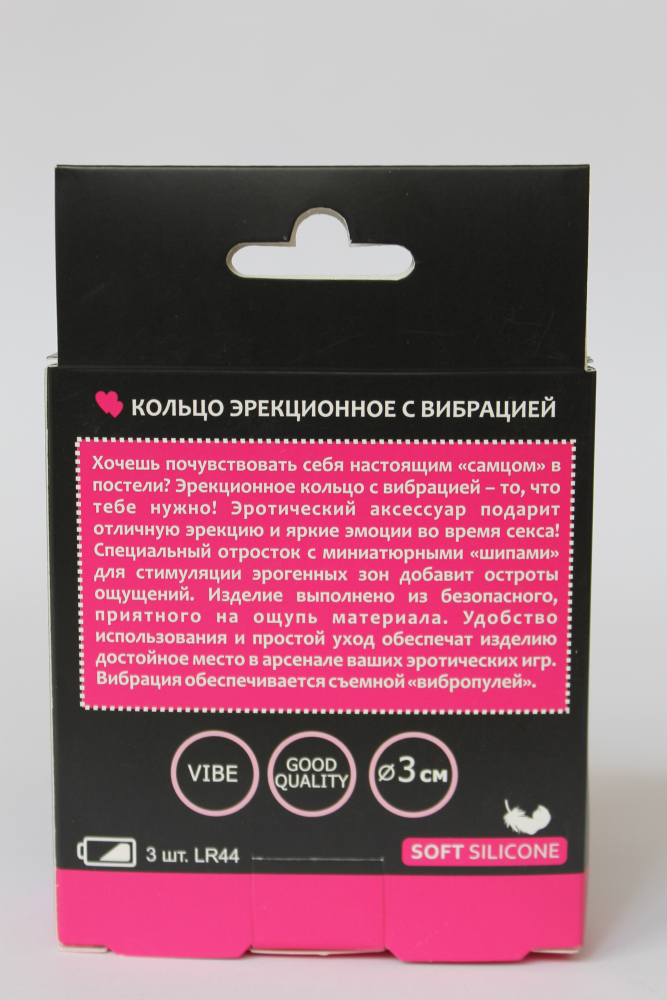 КОЛЬЦО ЭРЕКЦИОННОЕ С ВИБРАЦИЕЙ
Хочешь почувствовать себя настоящим «самцом» в
постели? Эрекционное кольцо с вибрацией – то, что
тебе нужно! Эротический аксессуар подарит
отличную эрекцию и яркие эмоции во время секса!
Специальный отросток с миниатюрными «шипами»
для стимуляции эрогенных зон добавит остроты
ощущений. Изделие выполнено из безопасного,
приятного на ощупь материала. Удобство
использования и простой уход обеспечат изделию
достойное место в арсенале ваших эротических игр.
Вибрация обеспечивается съемной «вибропулей».
VIBE
GOOD
QUALITY
⌀3 см
3 шт. LR44
SOFT SILICONE